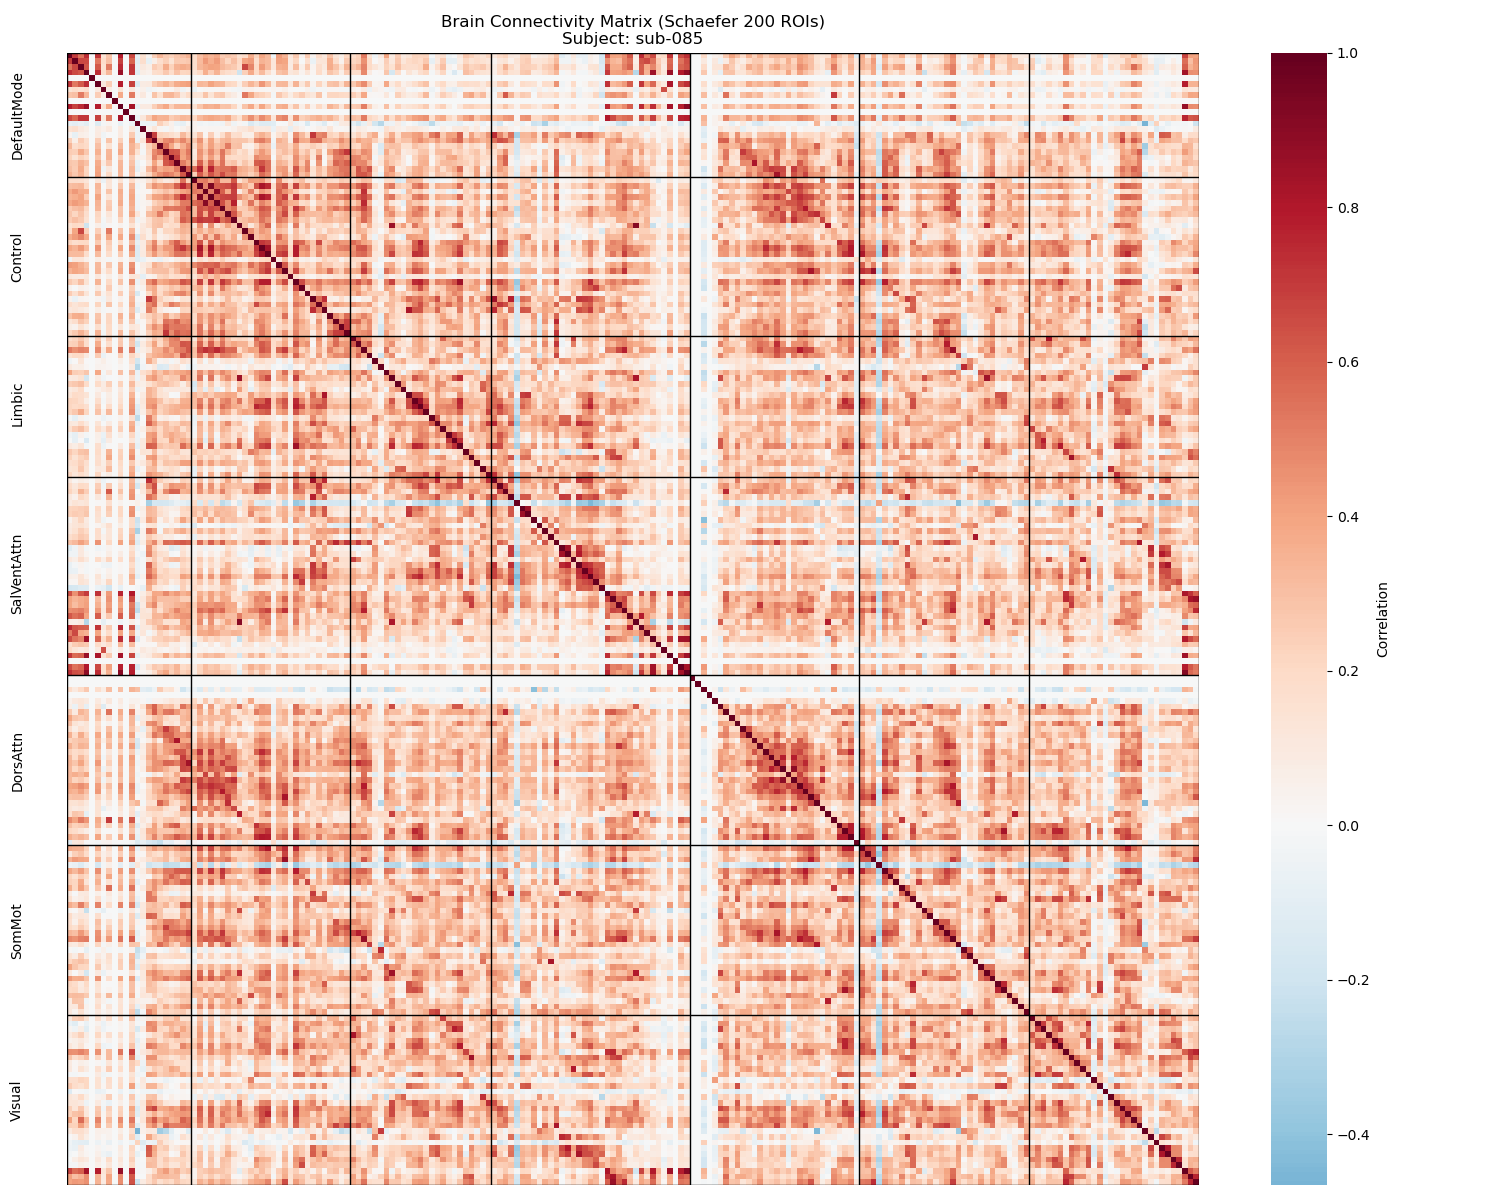 Brain Connectivity Matrix (Schaefer 200 ROIs)
Subject: sub-085
DefaultMode
Control
Limbic
SalVentAttn
DorsAttn
SomMot
Visual
1.0
0.8
0.6
0.4
0.2
0.0
−0.2
−0.4
Correlation